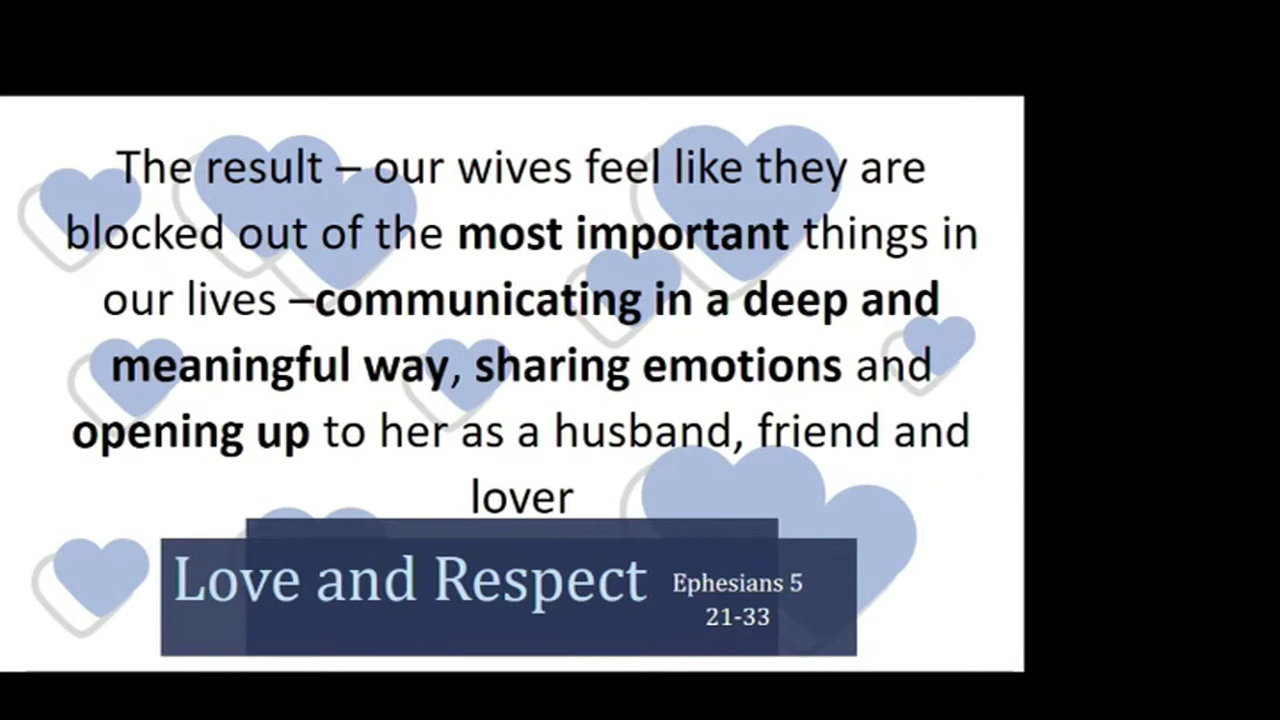 The result – our wives feel like they are
blocked out of the most important things in
our lives –communicating in a deep and
meaningful way, sharing emotions and
opening up to her as a husband, friend and
lover
Love and Respect
Ephesians 5
21-33